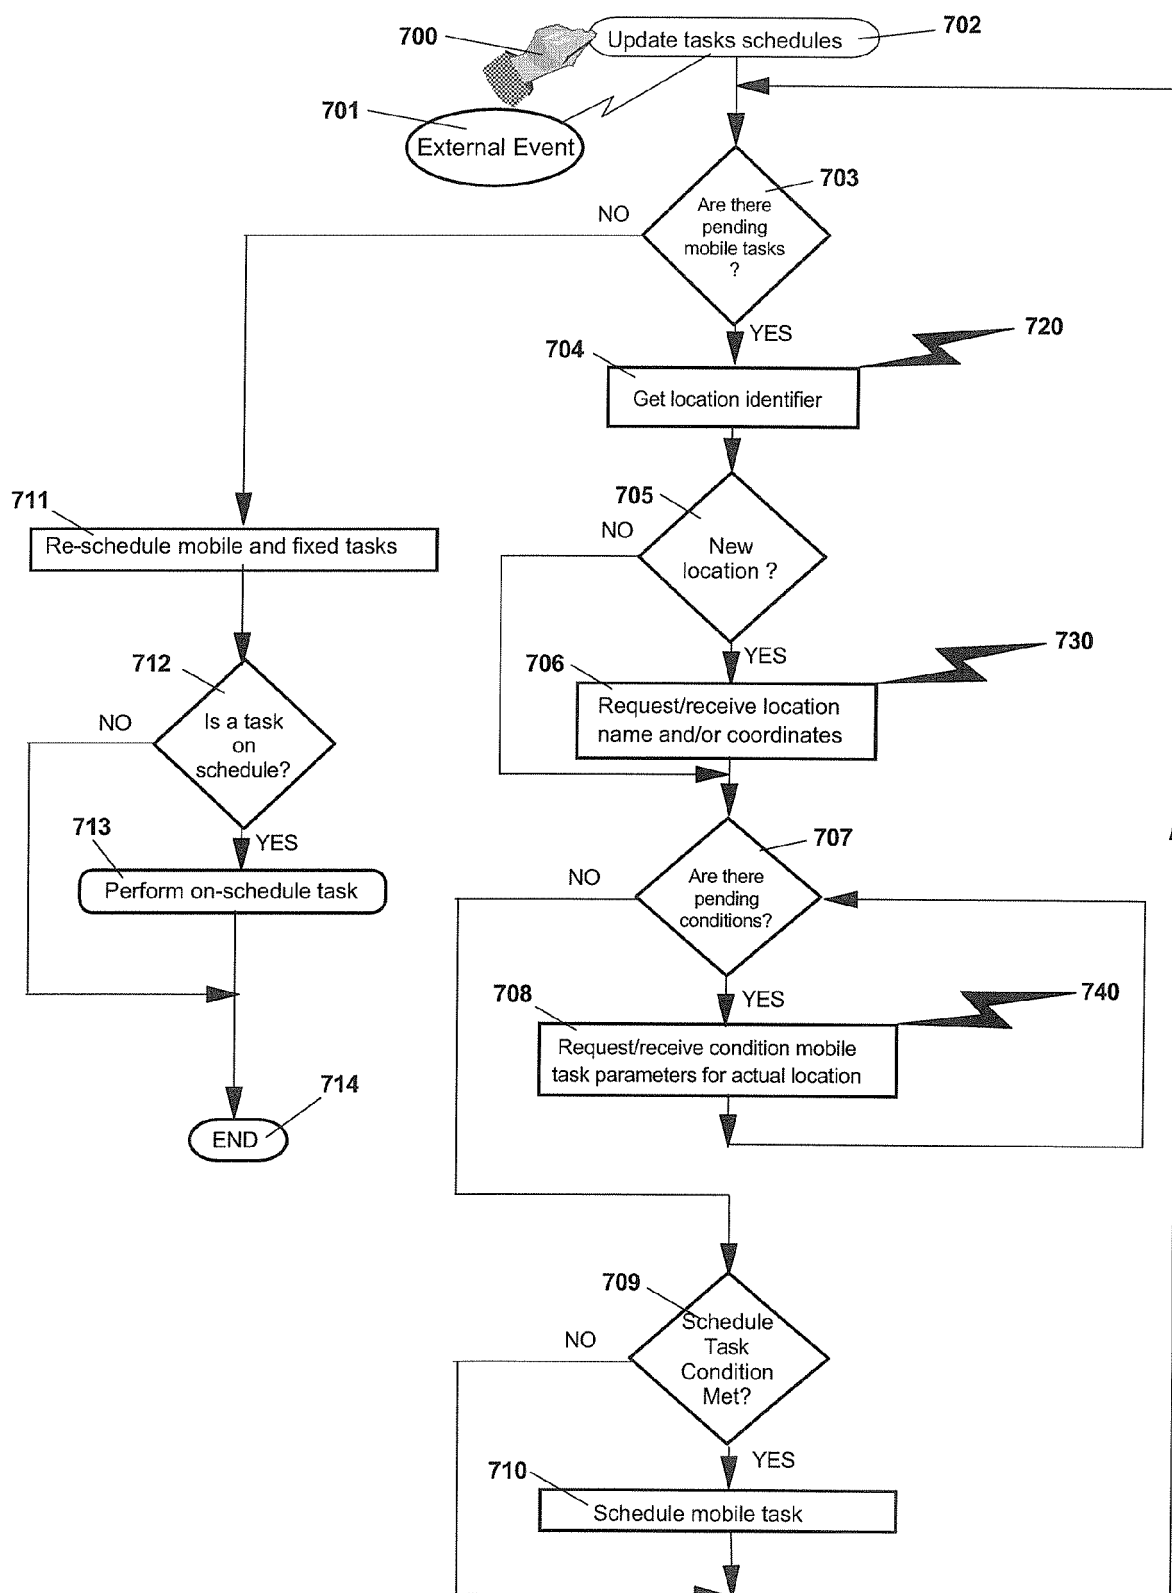 700
Update tasks schedules
702
701
External Event
703
Are there
pending
mobile tasks
?
NO
YES
720
704
Get location identifier
705
NO
New
location ?
711
Re-schedule mobile and fixed tasks
YES
730
706
Request/receive location
name and/or coordinates
712
NO
Is a task
on
schedule?
YES
713
Perform on-schedule task
707
NO
Are there
pending
conditions?
YES
740
708
Request/receive condition mobile
task parameters for actual location
714
END
709
NO
Schedule
Task
Condition
Met?
YES
710
Schedule mobile task